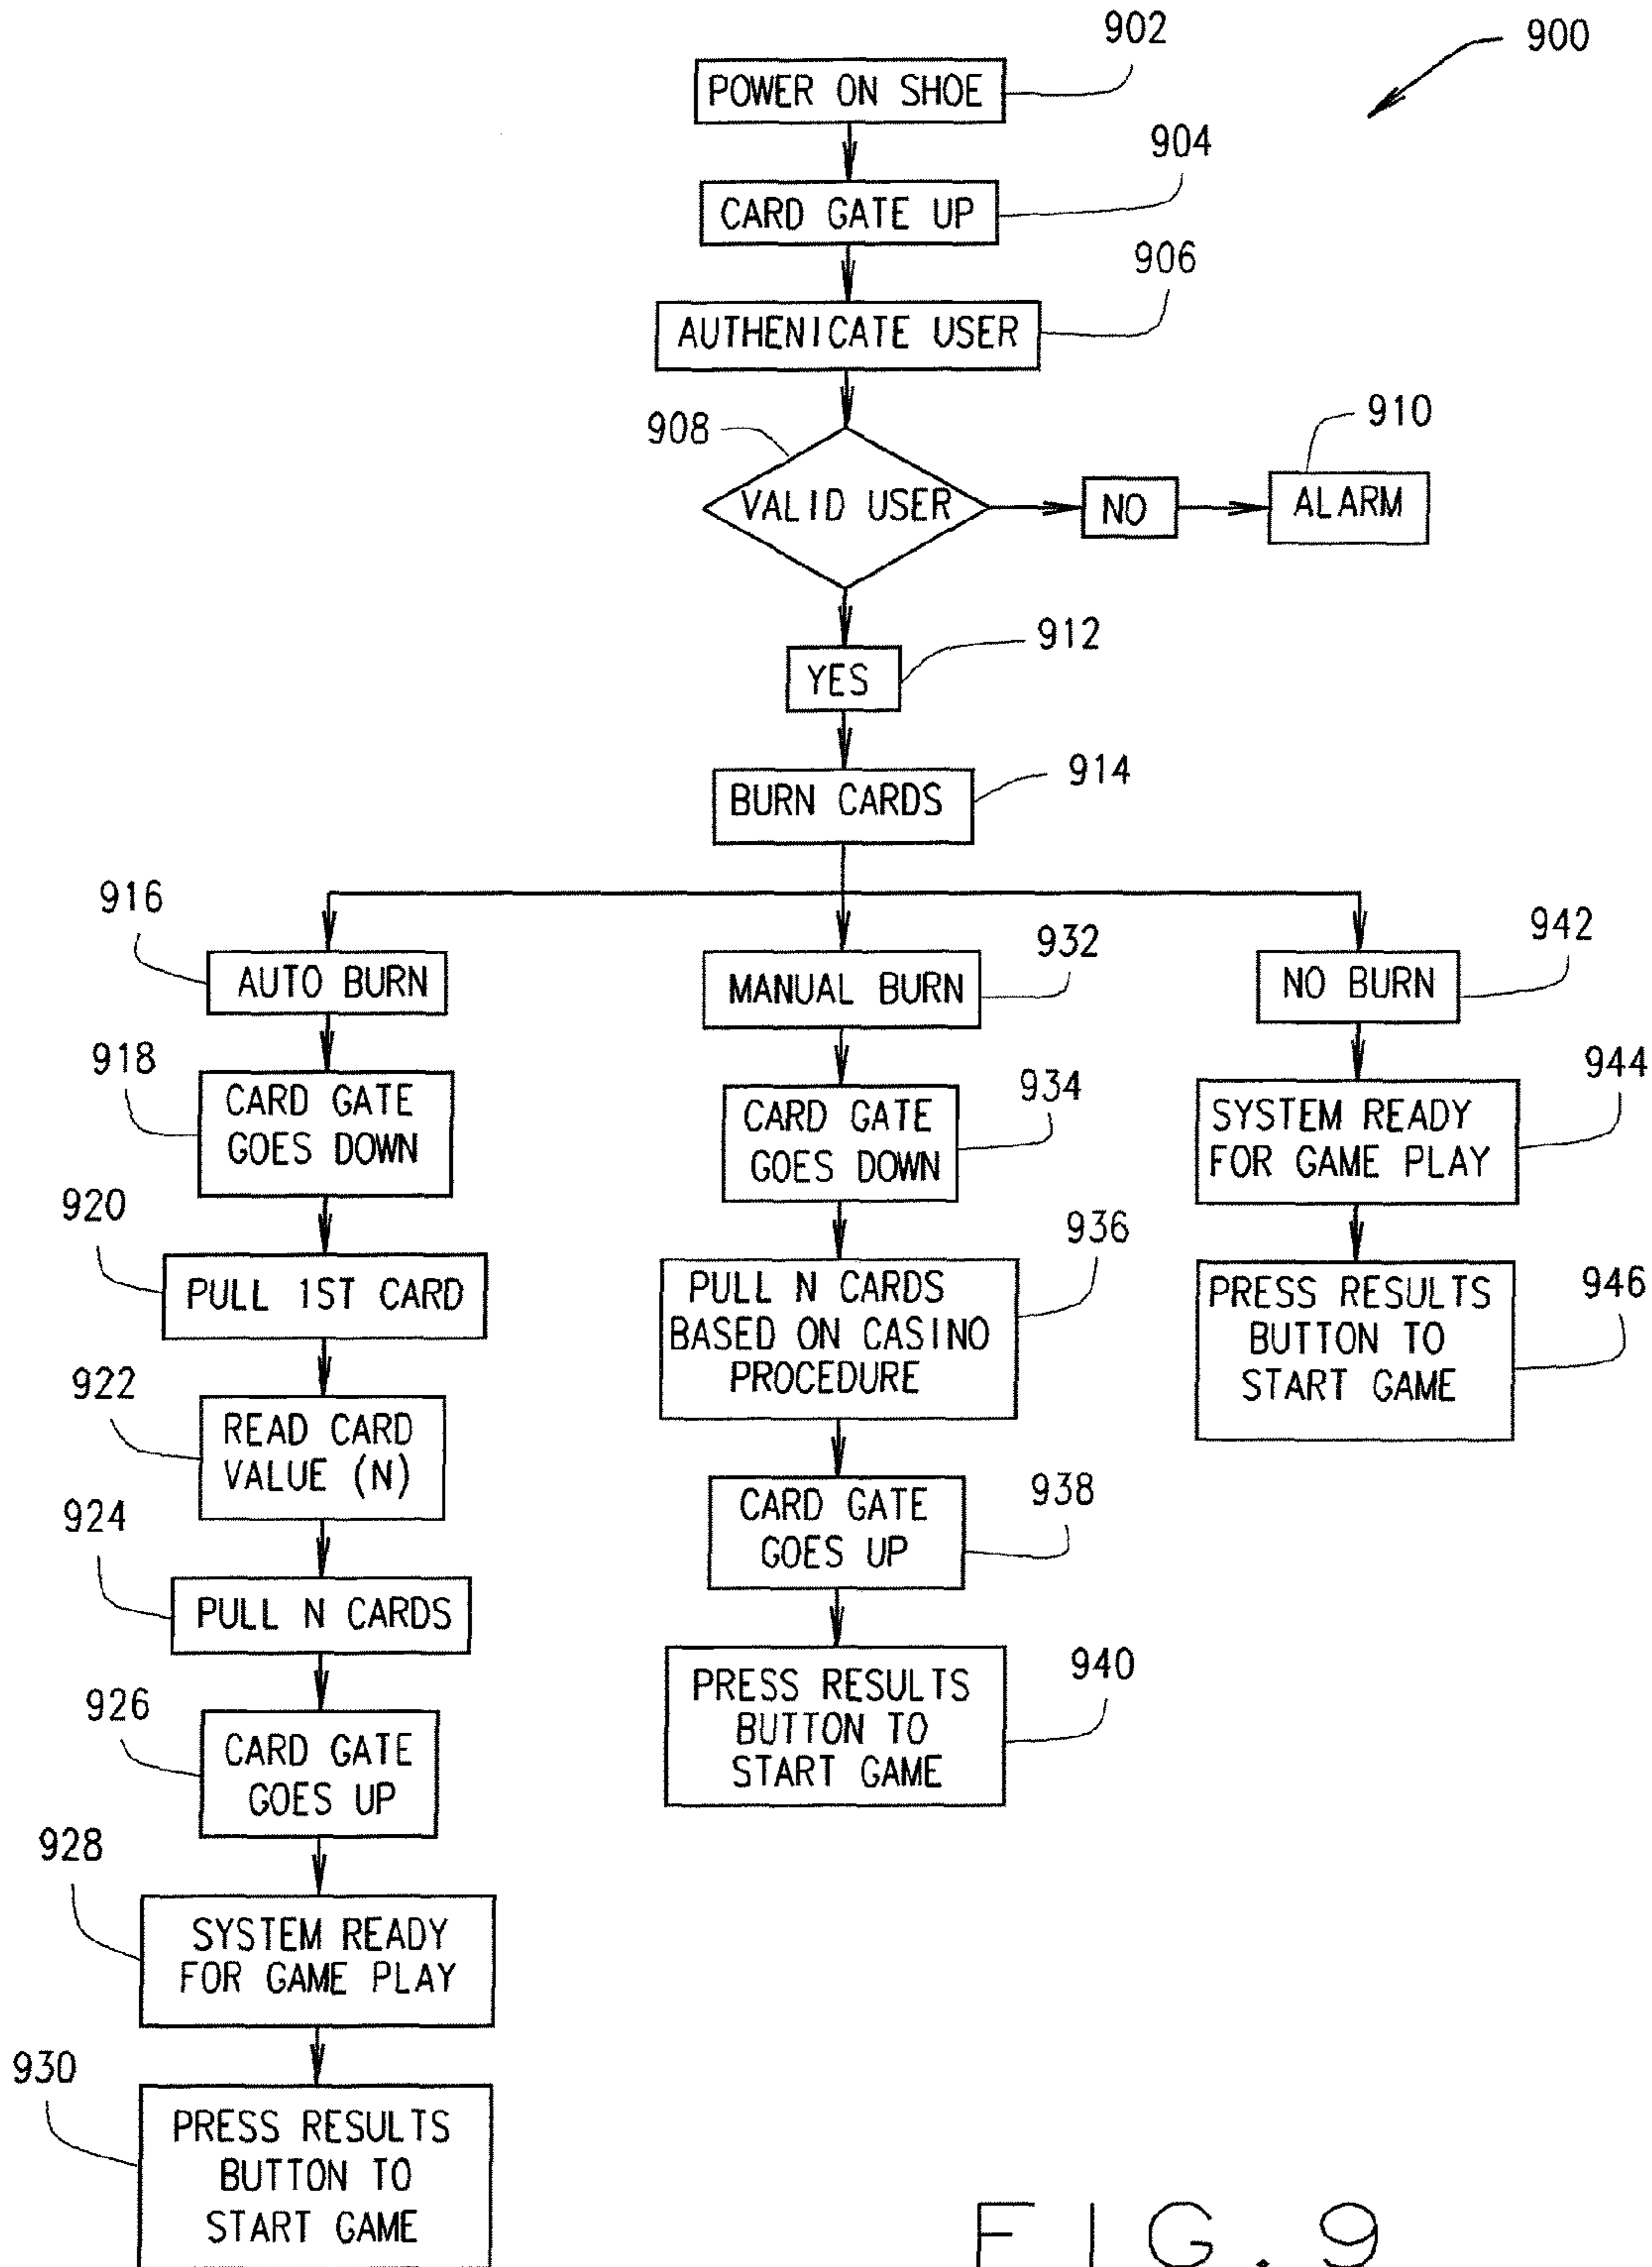 902
900
POWER ON SHOE
904
CARD GATE UP
906
AUTHENICATE USER
908
910
VALID USER
NO
ALARM
912
YES
914
BURN CARDS
916
AUTO BURN
918
CARD GATE
GOES DOWN
920
PULL 1ST CARD
922
READ CARD
VALUE (N)
924
PULL N CARDS
926
CARD GATE
GOES UP
928
SYSTEM READY
FOR GAME PLAY
930
PRESS RESULTS
BUTTON TO
START GAME
932
MANUAL BURN
934
CARD GATE
GOES DOWN
936
PULL N CARDS
BASED ON CASINO
PROCEDURE
938
CARD GATE
GOES UP
940
PRESS RESULTS
BUTTON TO
START GAME
942
NO BURN
944
SYSTEM READY
FOR GAME PLAY
946
PRESS RESULTS
BUTTON TO
START GAME
FIG. 9